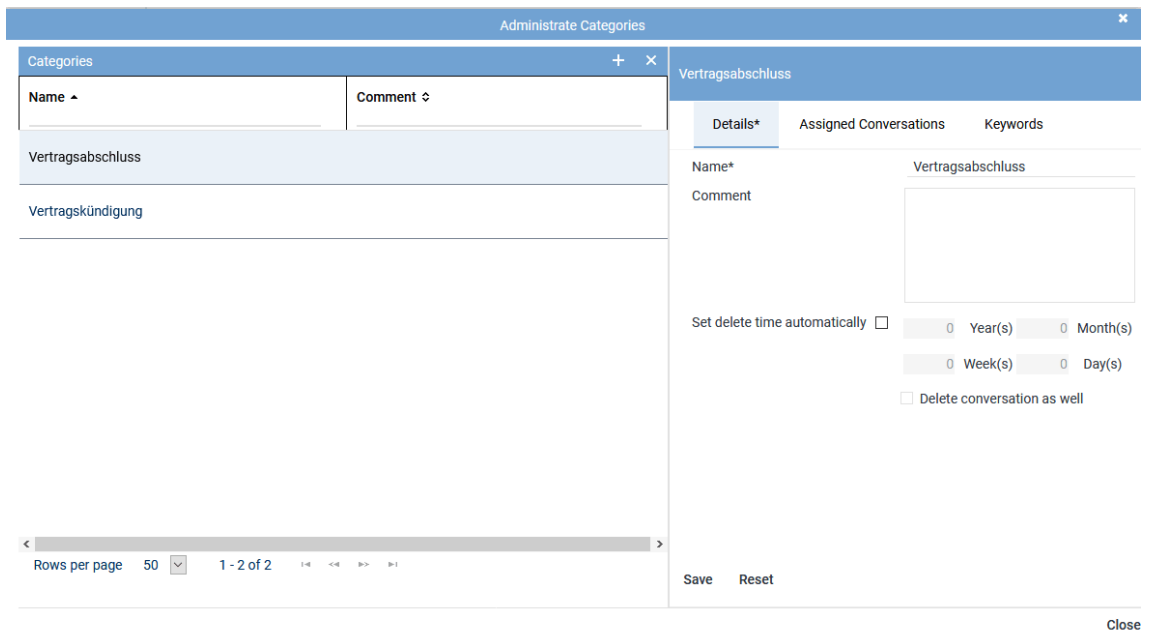 Administrate Categories
Categories
Name
Comment
Vertragsabschluss
Vertragskündigung
Rows per page 50 1 - 2 of 2
Vertragsabschluss
Details* Assigned Conversations Keywords
Name* Vertragsabschluss
Comment
Set delete time automatically 0 Year(s) 0 Month(s)
0 Week(s) 0 Day(s)
Delete conversation as well
Save Reset
Close